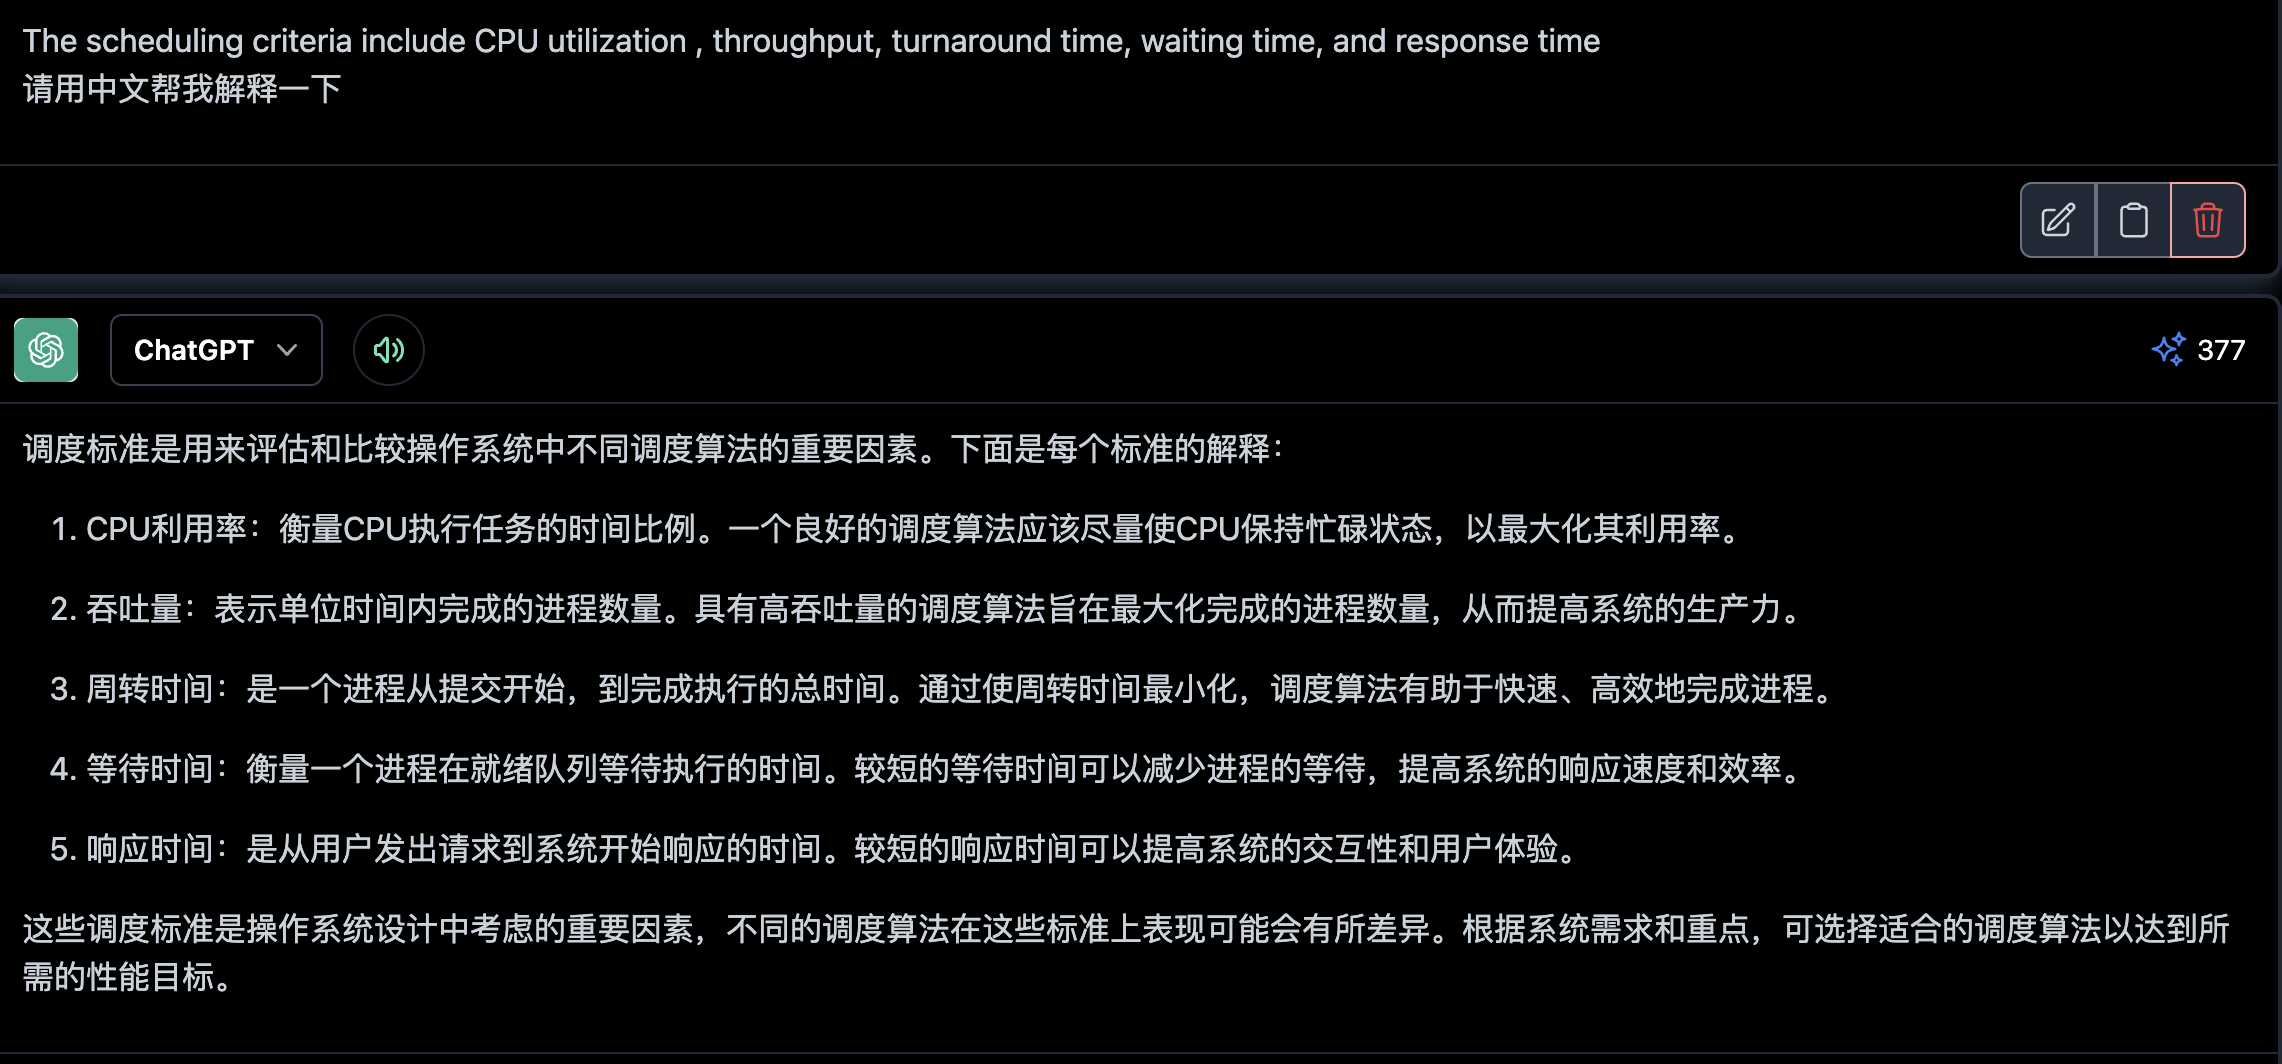 The scheduling criteria include CPU utilization , throughput, turnaround time, waiting time, and response time
请用中文帮我解释一下
ChatGPT
377
调度标准是用来评估和比较操作系统中不同调度算法的重要因素。下面是每个标准的解释：
1. CPU利用率：衡量CPU执行任务的时间比例。一个良好的调度算法应该尽量使CPU保持忙碌状态，以最大化其利用率。
2. 吞吐量：表示单位时间内完成的进程数量。具有高吞吐量的调度算法旨在最大化完成的进程数量，从而提高系统的生产力。
3. 周转时间：是一个进程从提交开始，到完成执行的总时间。通过使周转时间最小化，调度算法有助于快速、高效地完成进程。
4. 等待时间：衡量一个进程在就绪队列等待执行的时间。较短的等待时间可以减少进程的等待，提高系统的响应速度和效率。
5. 响应时间：是从用户发出请求到系统开始响应的时间。较短的响应时间可以提高系统的交互性和用户体验。
这些调度标准是操作系统设计中考虑的重要因素，不同的调度算法在这些标准上表现可能会有所差异。根据系统需求和重点，可选择适合的调度算法以达到所
需的性能目标。